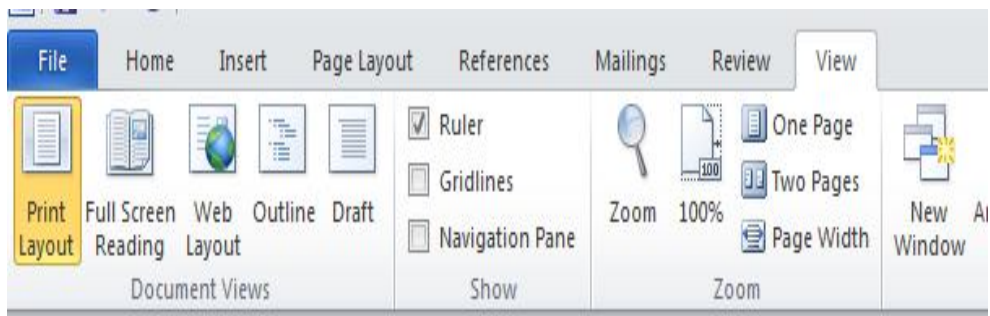 File Home Insert Page Layout References Mailings Review View
Print Layout
Full Screen Reading
Web Layout
Outline
Draft
Document Views
Ruler
Gridlines
Navigation Pane
Show
Zoom
100
100%
One Page
Two Pages
Page Width
Zoom
New Window